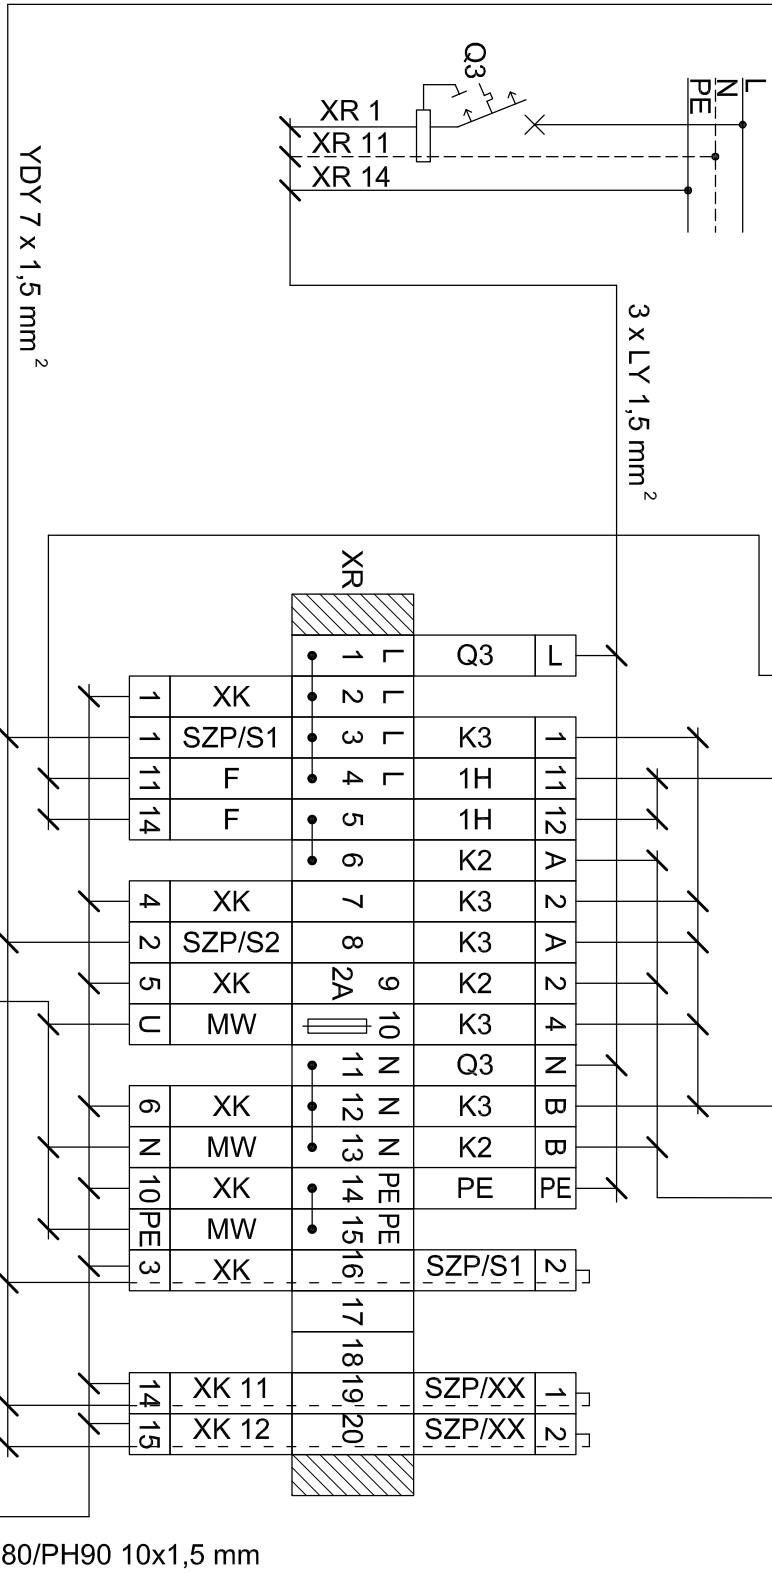 Q3
L
N
PE
XR 1
XR 11
XR 14
YDY 7 x 1,5 mm ²
3 x LY 1,5 mm ²
XR
1 L Q3 L
1 XK 2 L
1 SZP/S1 3 L K3 1
11 F 4 L 1H 11
14 F 5 1H 12
6 K2 A
4 XK 7 K3 2
2 SZP/S2 8 K3 A
5 XK 2A 9 K2 2
U MW 10 K3 4
11 N Q3 N
6 XK 12 N K3 B
N MW 13 N K2 B
10 XK 14 PE PE PE
PE MW 15 PE
3 XK 16 SZP/S1 2
17
18
14 XK 11 19 SZP/XX 1
15 XK 12 20 SZP/XX 2
80/PH90 10x1,5 mm